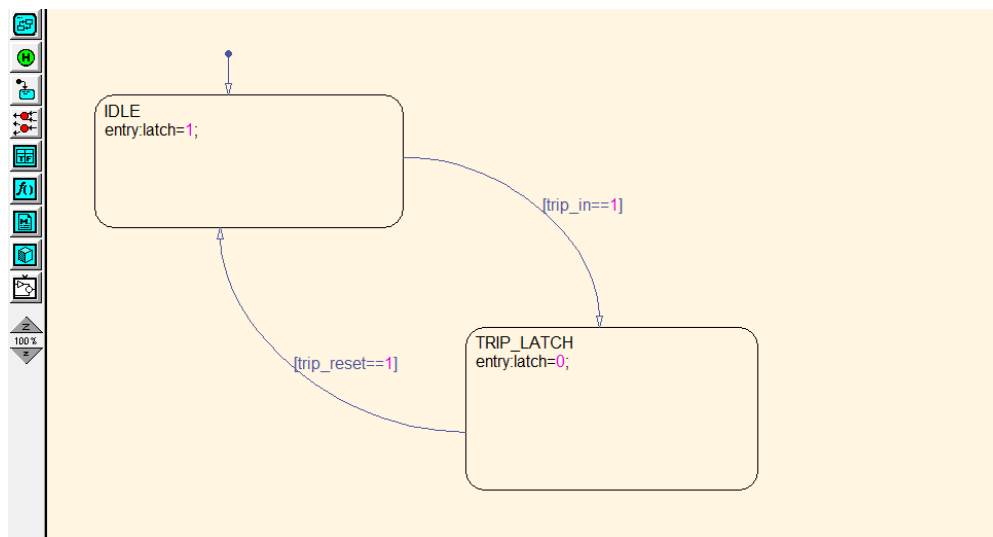 IDLE
entry:latch=1;
[trip_in==1]
TRIP_LATCH
entry:latch=0;
[trip_reset==1]
H
T F
f()
M
Z
100 %
z